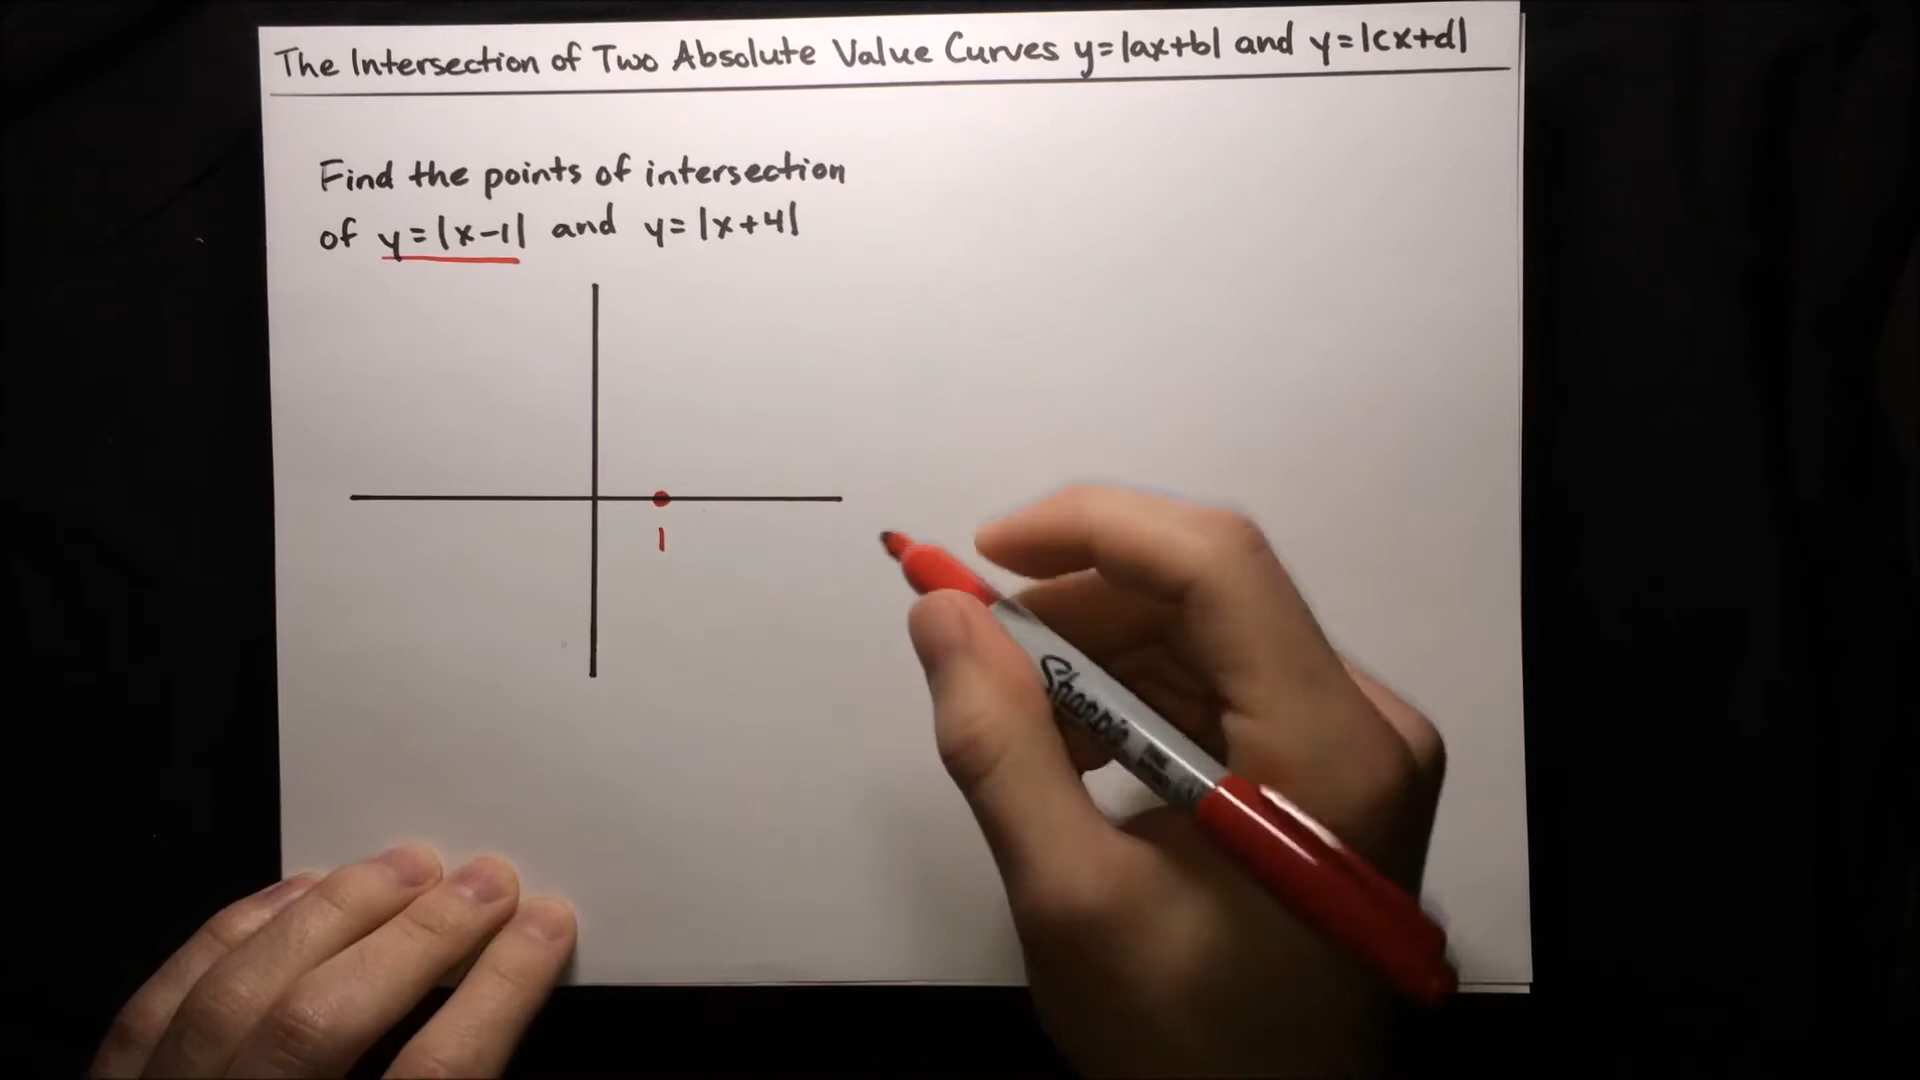 The Intersection of Two Absolute Value Curves y=|ax+b| and y=|cx+d|
Find the points of intersection
of y=|x-1| and y=|x+4|
1
Sharpie